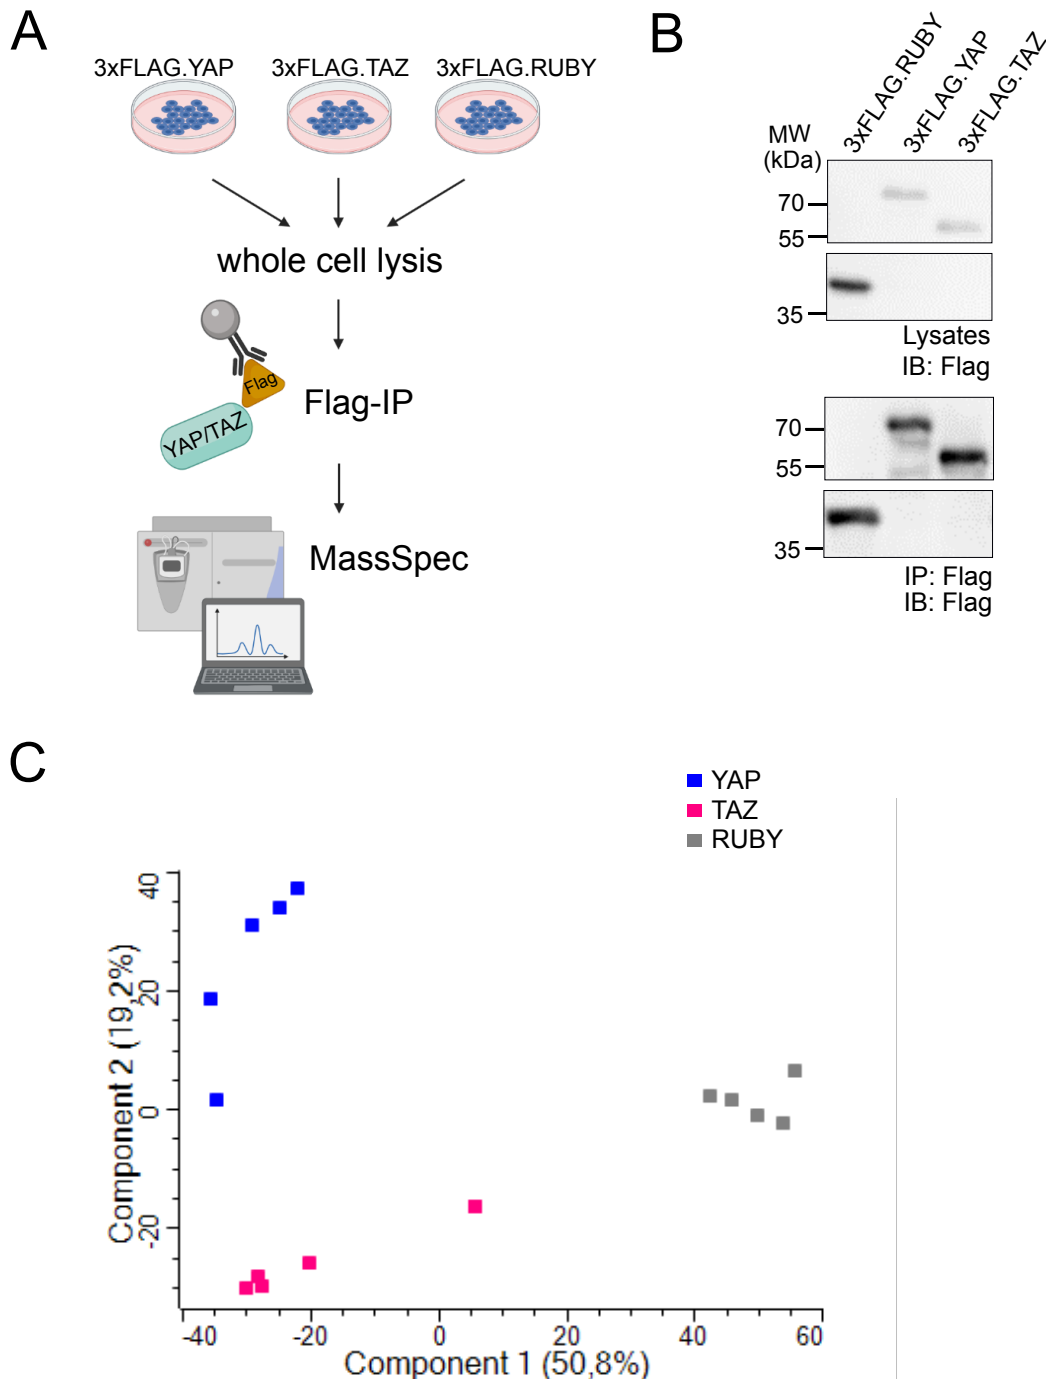 A
3xFLAG.YAP
3xFLAG.TAZ
3xFLAG.RUBY
whole cell lysis
Flag
YAP/TAZ
Flag-IP
MassSpec
B
3xFLAG.RUBY
3xFLAG.YAP
3xFLAG.TAZ
MW
(kDa)
70
55
35
Lysates
IB: Flag
70
55
35
IP: Flag
IB: Flag
C
YAP
TAZ
RUBY
Component 2 (19,2%)
40
20
0
-20
-40
-20
0
20
40
60
Component 1 (50,8%)